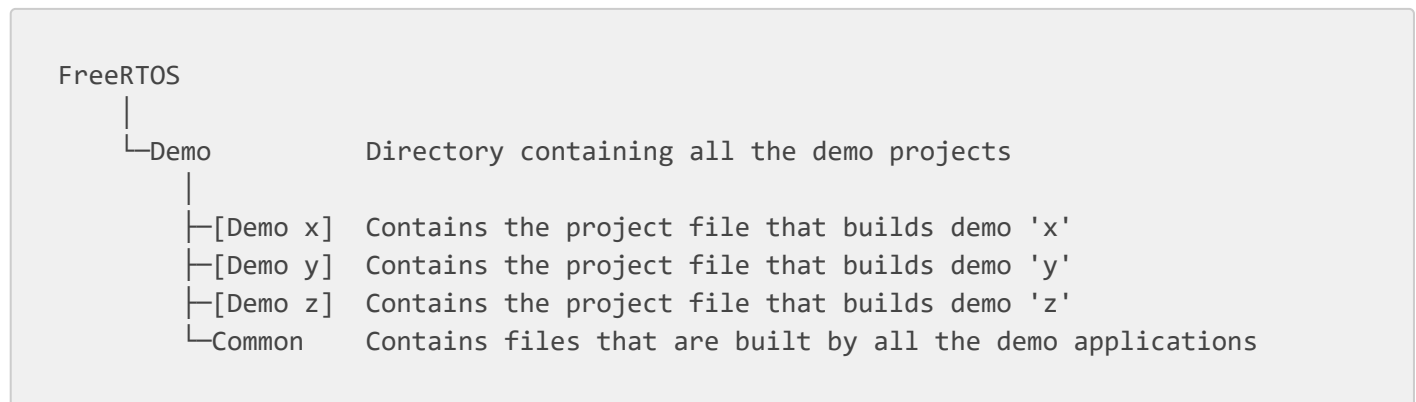 FreeRTOS
│
└─Demo Directory containing all the demo projects
│
├─[Demo x] Contains the project file that builds demo 'x'
├─[Demo y] Contains the project file that builds demo 'y'
├─[Demo z] Contains the project file that builds demo 'z'
└─Common Contains files that are built by all the demo applications